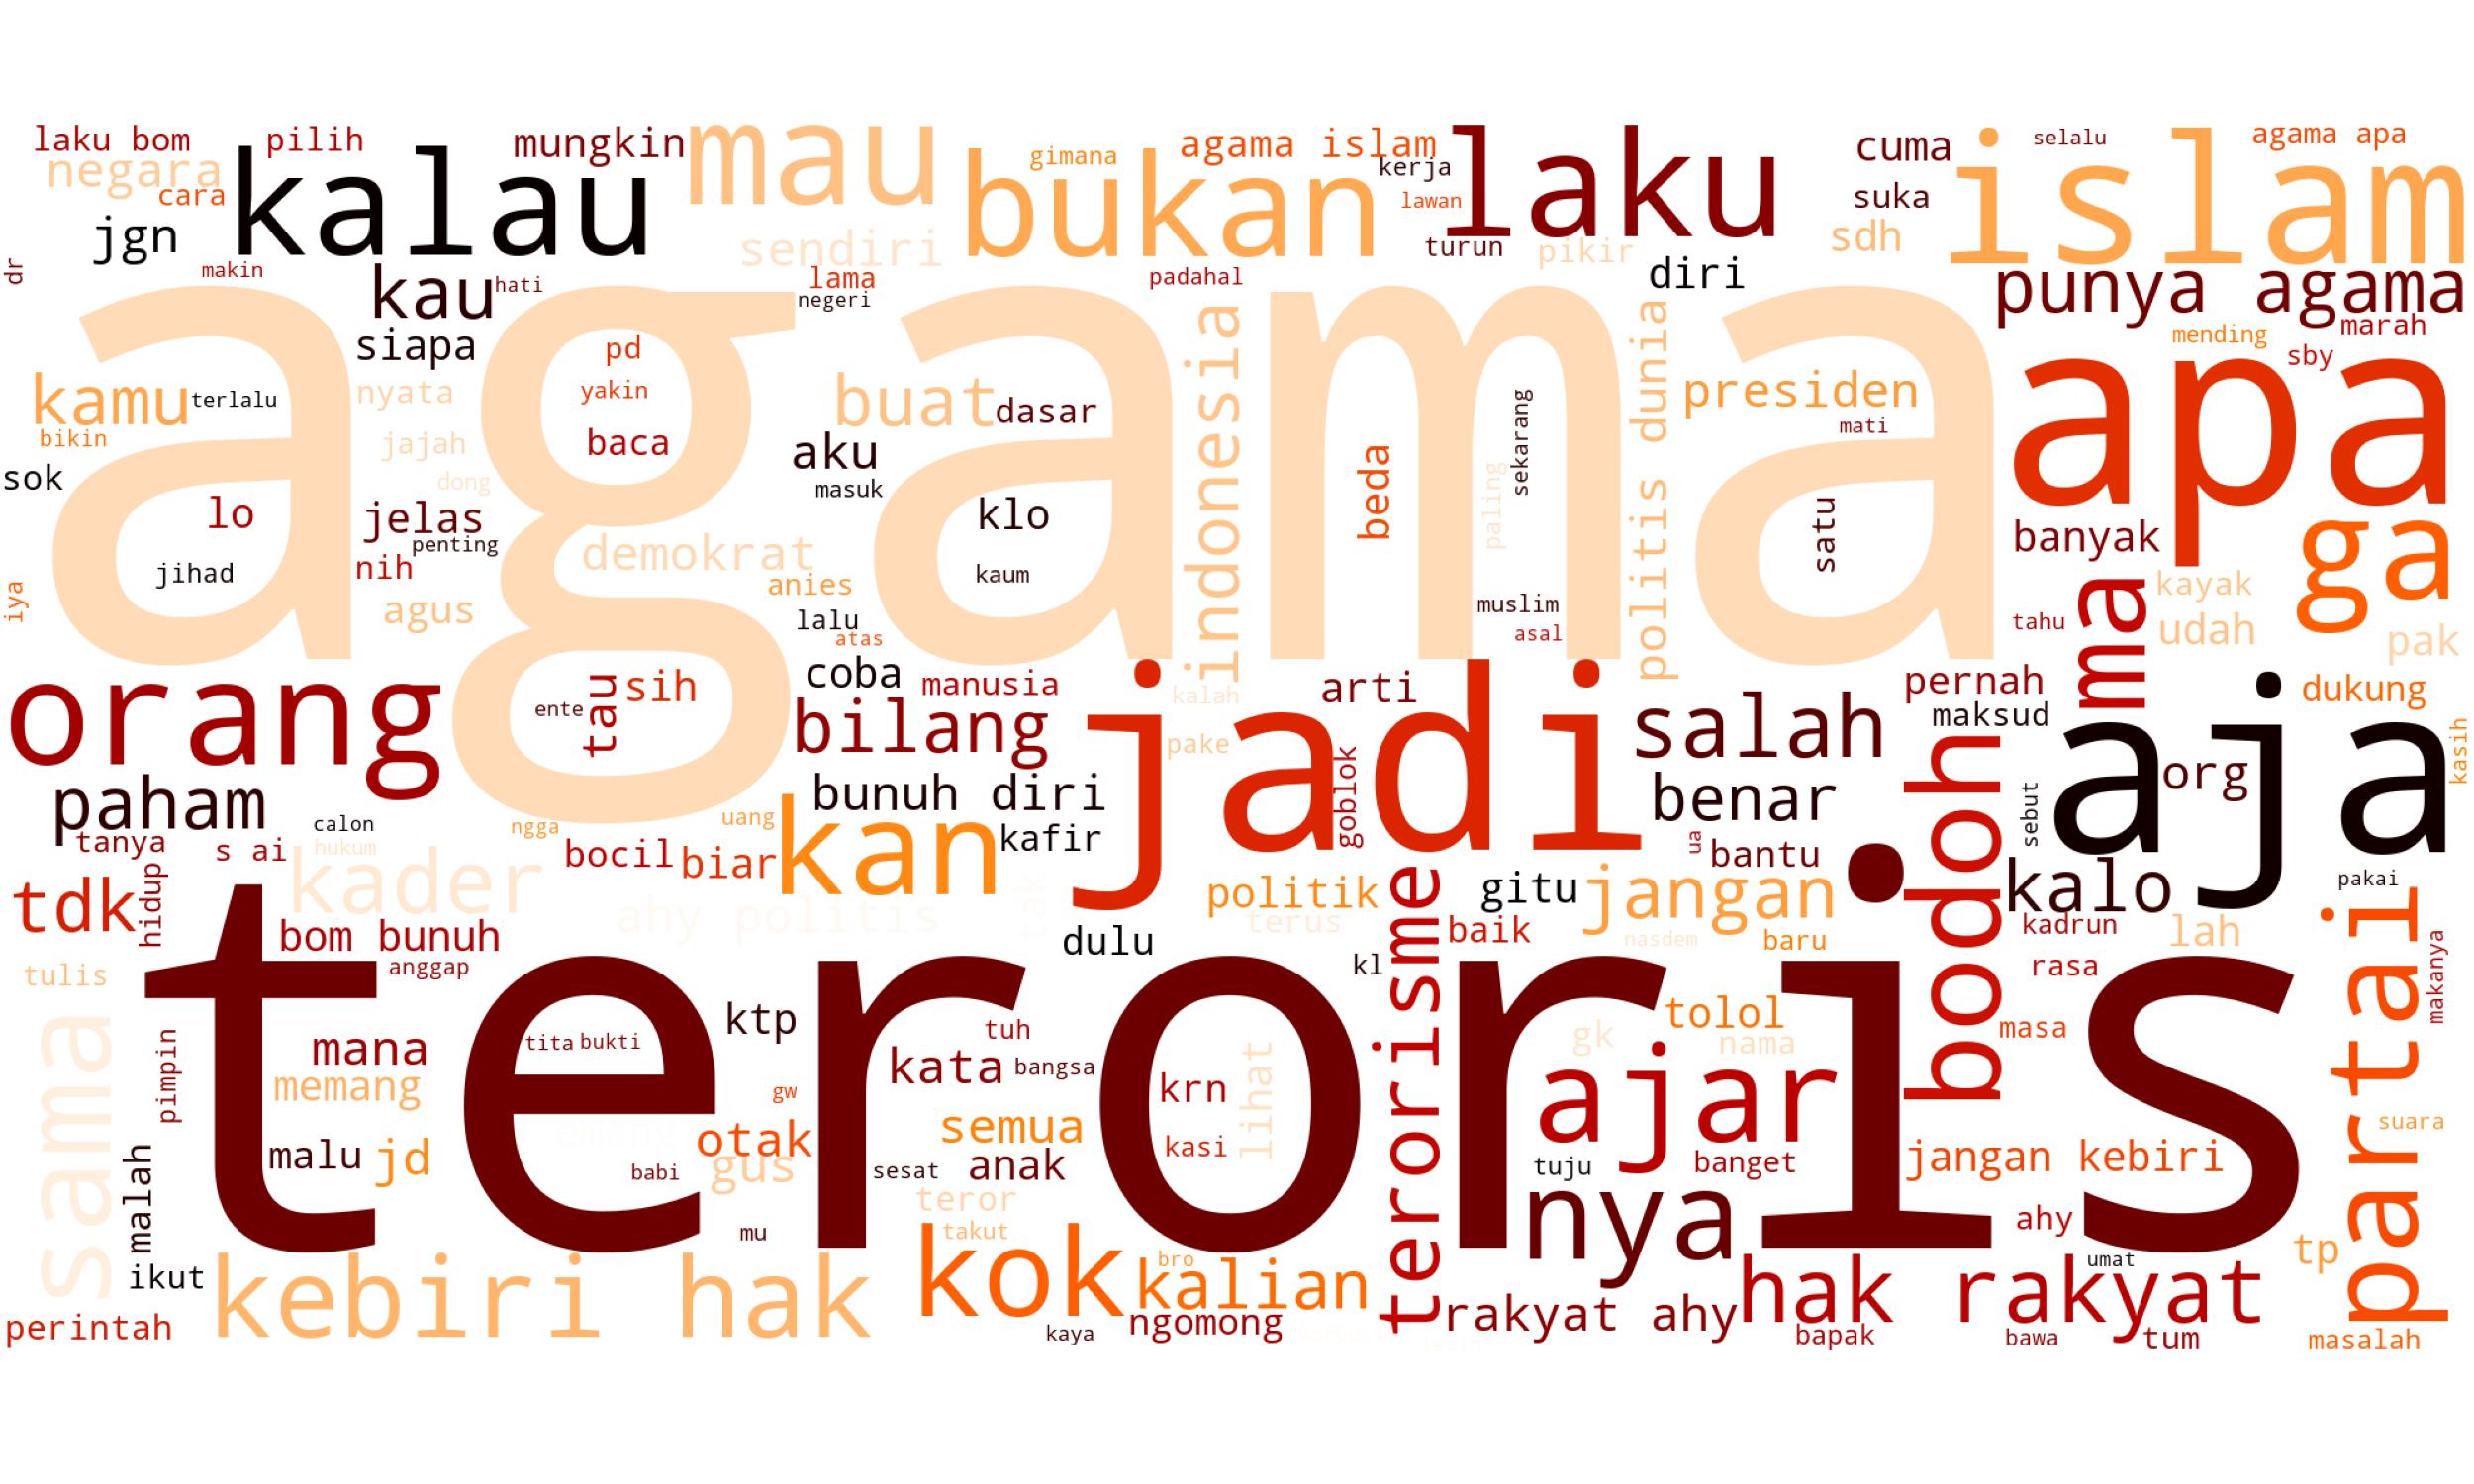 laku bom
pilih
mungkin
mau
gimana
agama islam
laku
cuma
selalu
agama apa
negara
kalau
bukan
kerja
islam
cara
lawan
suka
jgn
sendiri
turun
pikir
sdh
dr
makin
kau
hati
lama
negeri
padahal
diri
punya agama
agama
siapa
pd
marah
mending
sby
kamu
terlalu
nyata
yakin
buat
dasar
indonesia
politis dunia
presiden
apa
bikin
jajah
baca
aku
beda
sekarang
mati
sok
dong
masuk
paling
lo
jelas
klo
satu
banyak
ga
penting
demokrat
jihad
nih
anies
kaum
ma
kayak
iya
agus
lalu
atas
muslim
asal
tahu
udah
pak
orang
ente
tau
sih
coba
manusia
kalah
jadi
arti
salah
pernah
maksud
aja
dukung
bilang
pake
kasih
paham
bunuh diri
goblok
benar
bodoh
sebut
org
tanya
calon
hukum
ngga
uang
kan
kafir
s ai
bocil
biar
ua
bantu
tdk
hidup
kader
ahy politis
politik
gitu
jangan
kalo
pakai
partai
bom bunuh
dulu
terus
terorisme
baik
nasdem
baru
kadrun
lah
tulis
anggap
kl
rasa
makanya
teroris
sama
pimpin
mana
tita
bukti
ktp
tuh
gk
tolol
nama
masa
memang
kata
bangsa
krn
lihat
ajar
gw
malah
malu
jd
otak
semua
kasi
suara
babi
gus
sesat
anak
tuju
banget
jangan kebiri
teror
nya
mu
takut
ahy
tp
ikut
kebiri hak
kok
bro
kalian
umat
hak rakyat
perintah
kaya
ngomong
rakyat ahy
bapak
bawa
tum
masalah